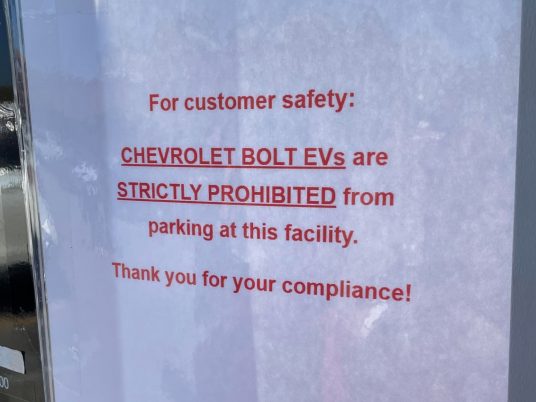 For customer safety:
CHEVROLET BOLT EVs are
STRICTLY PROHIBITED from
parking at this facility.
Thank you for your compliance!
00